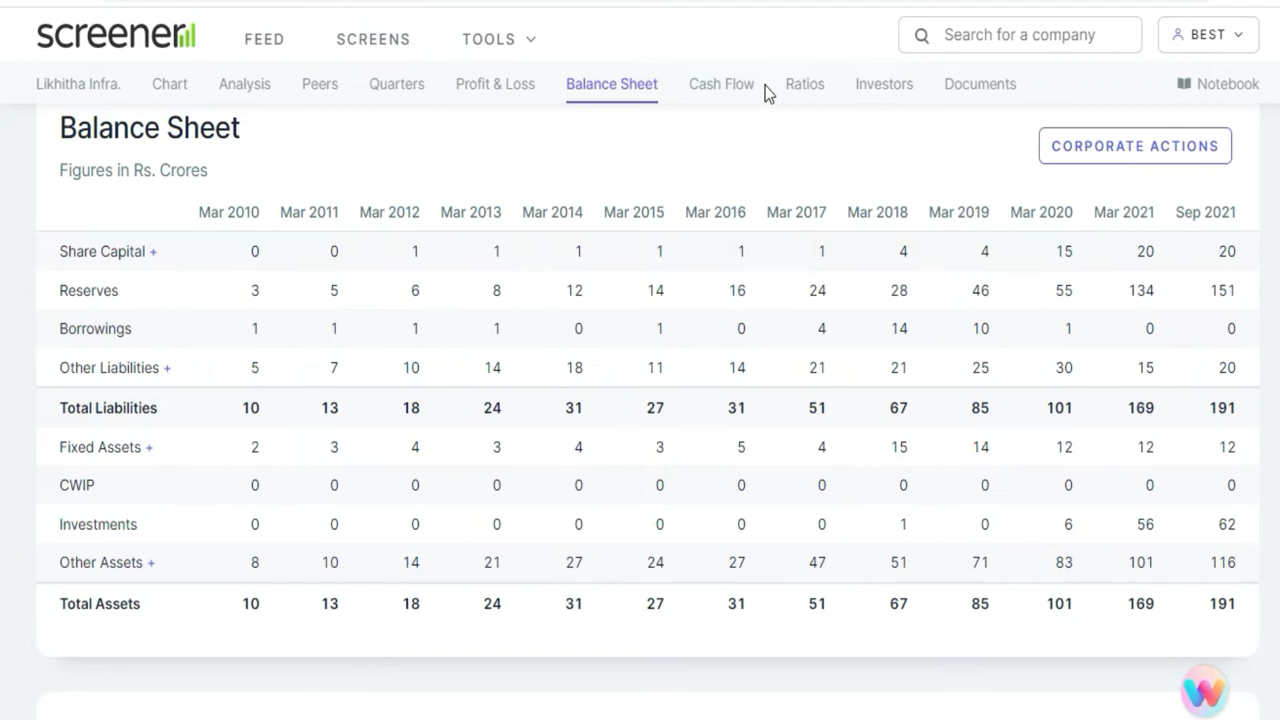 screener
FEED SCREENS TOOLS Search for a company BEST
Likhitha Infra. Chart Analysis Peers Quarters Profit & Loss Balance Sheet Cash Flow Ratios Investors Documents Notebook
Balance Sheet
CORPORATE ACTIONS
Figures in Rs. Crores
Mar 2010 Mar 2011 Mar 2012 Mar 2013 Mar 2014 Mar 2015 Mar 2016 Mar 2017 Mar 2018 Mar 2019 Mar 2020 Mar 2021 Sep 2021
Share Capital + 0 0 1 1 1 1 1 1 4 4 15 20 20
Reserves 3 5 6 8 12 14 16 24 28 46 55 134 151
Borrowings 1 1 1 1 0 1 0 4 14 10 1 0 0
Other Liabilities + 5 7 10 14 18 11 14 21 21 25 30 15 20
Total Liabilities 10 13 18 24 31 27 31 51 67 85 101 169 191
Fixed Assets + 2 3 4 3 4 3 5 4 15 14 12 12 12
CWIP 0 0 0 0 0 0 0 0 0 0 0 0 0
Investments 0 0 0 0 0 0 0 0 1 0 6 56 62
Other Assets + 8 10 14 21 27 24 27 47 51 71 83 101 116
Total Assets 10 13 18 24 31 27 31 51 67 85 101 169 191
W